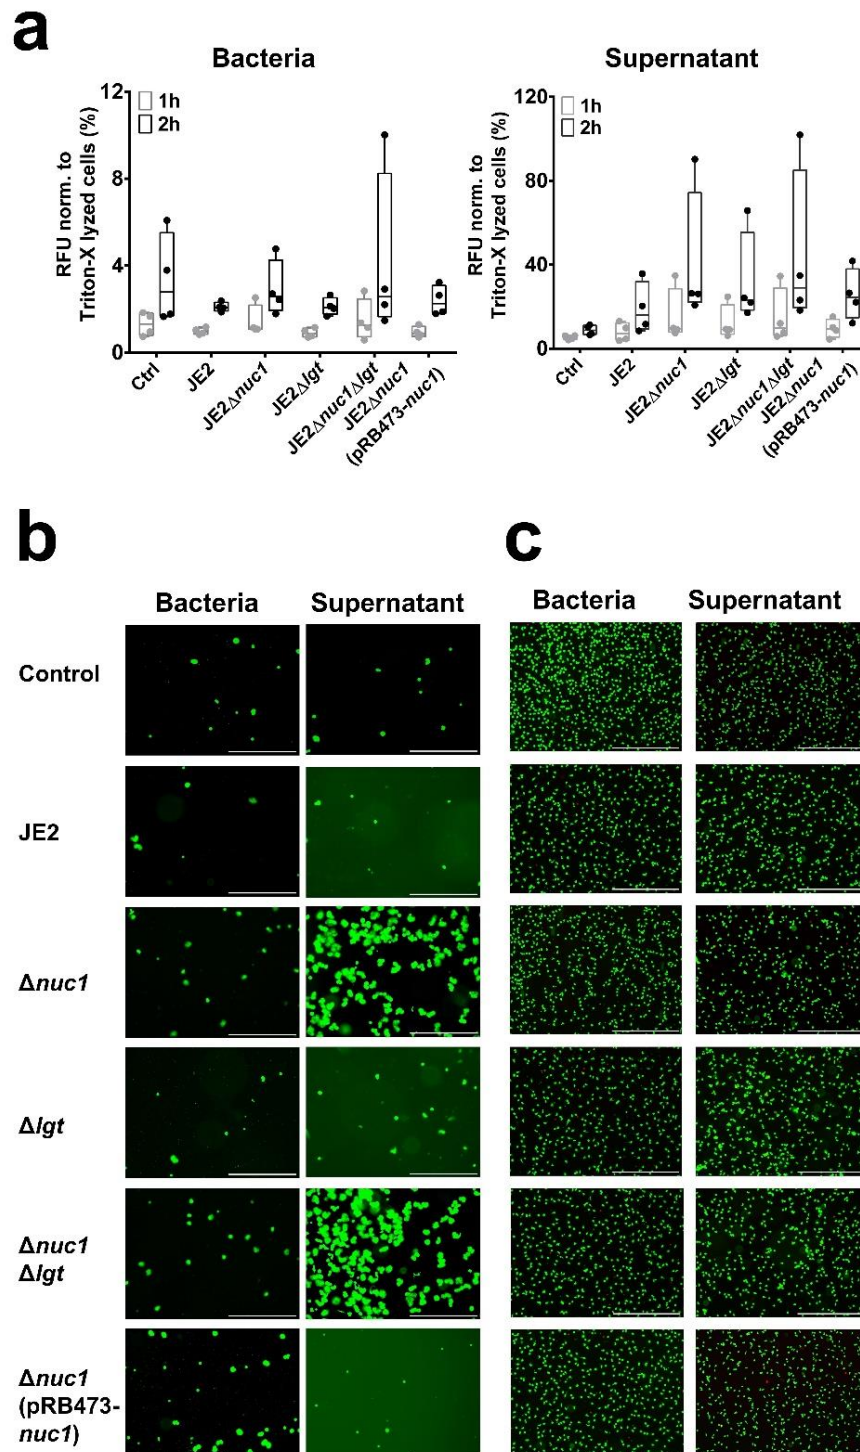 a
Bacteria
Supernatant
RFU norm. to
Triton-X lyzed cells (%)
12
8
4
0
1h
2h
Ctrl
JE2
JE2Δnuc1
JE2Δlgt
JE2Δnuc1Δlgt
JE2Δnuc1
(pRB473-nuc1)
RFU norm. to
Triton-X lyzed cells (%)
120
80
40
0
1h
2h
Ctrl
JE2
JE2Δnuc1
JE2Δlgt
JE2Δnuc1Δlgt
JE2Δnuc1
(pRB473-nuc1)
b
c
Bacteria
Supernatant
Bacteria
Supernatant
Control
JE2
Δnuc1
Δlgt
Δnuc1
Δlgt
Δnuc1
(pRB473-
nuc1)